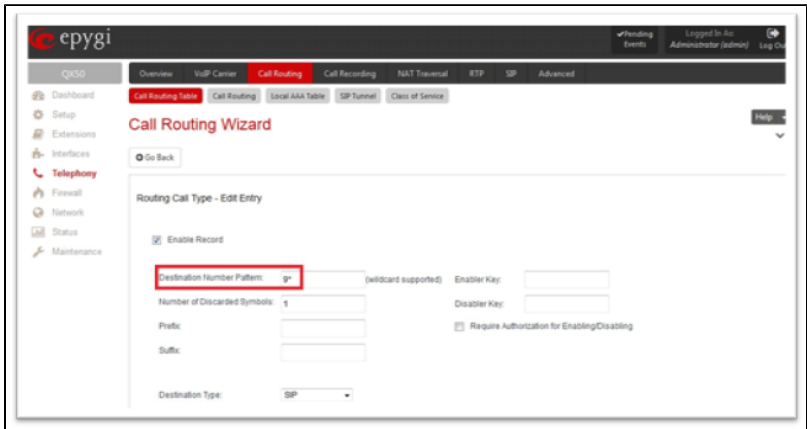 epygi
Pending Events
Logged In As: Administrator (admin)
Log Ou
QX50
Overview VoIP Carrier Call Routing Call Recording NAT Traversal RTP SIP Advanced
Dashboard
Setup
Extensions
Interfaces
Telephony
Firewall
Network
Status
Maintenance
Call Routing Table Call Routing Local AAA Table SIP Tunnel Class of Service
Call Routing Wizard
Help
Go Back
Routing Call Type - Edit Entry
Enable Record
Destination Number Pattern: 9* (wildcard supported) Enabler Key:
Number of Discarded Symbols: 1 Disabler Key:
Prefix: Require Authorization for Enabling/Disabling
Suffix:
Destination Type: SIP